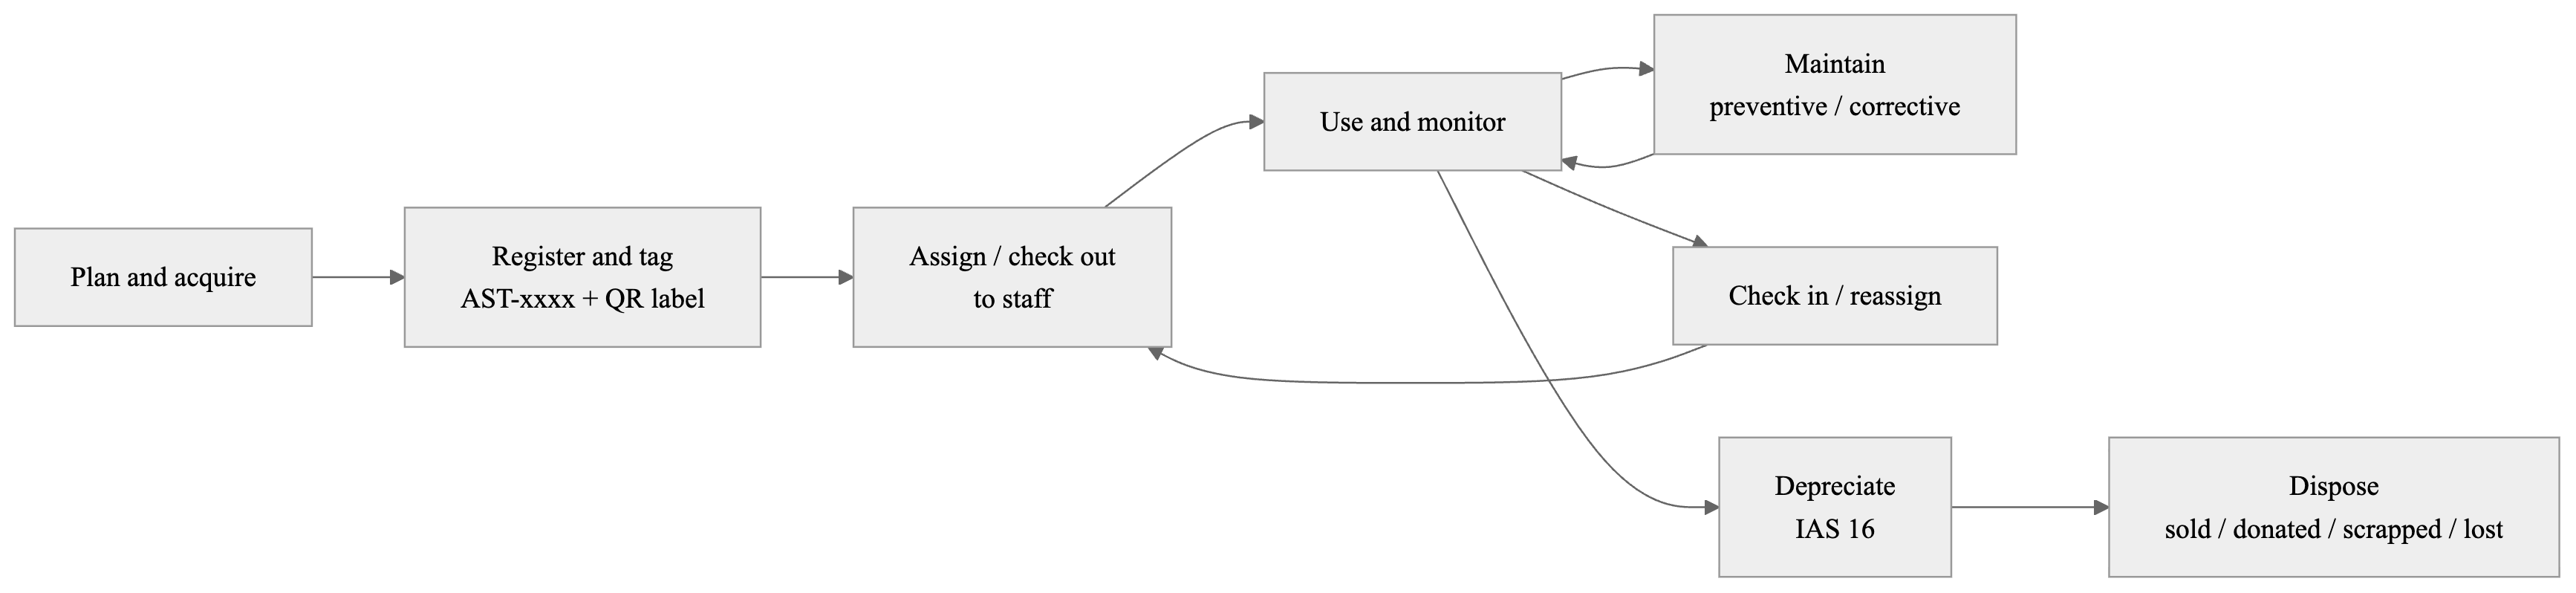 Plan and acquire
Register and tag
AST-xxxx + QR label
Assign / check out
to staff
Use and monitor
Maintain
preventive / corrective
Check in / reassign
Depreciate
IAS 16
Dispose
sold / donated / scrapped / lost